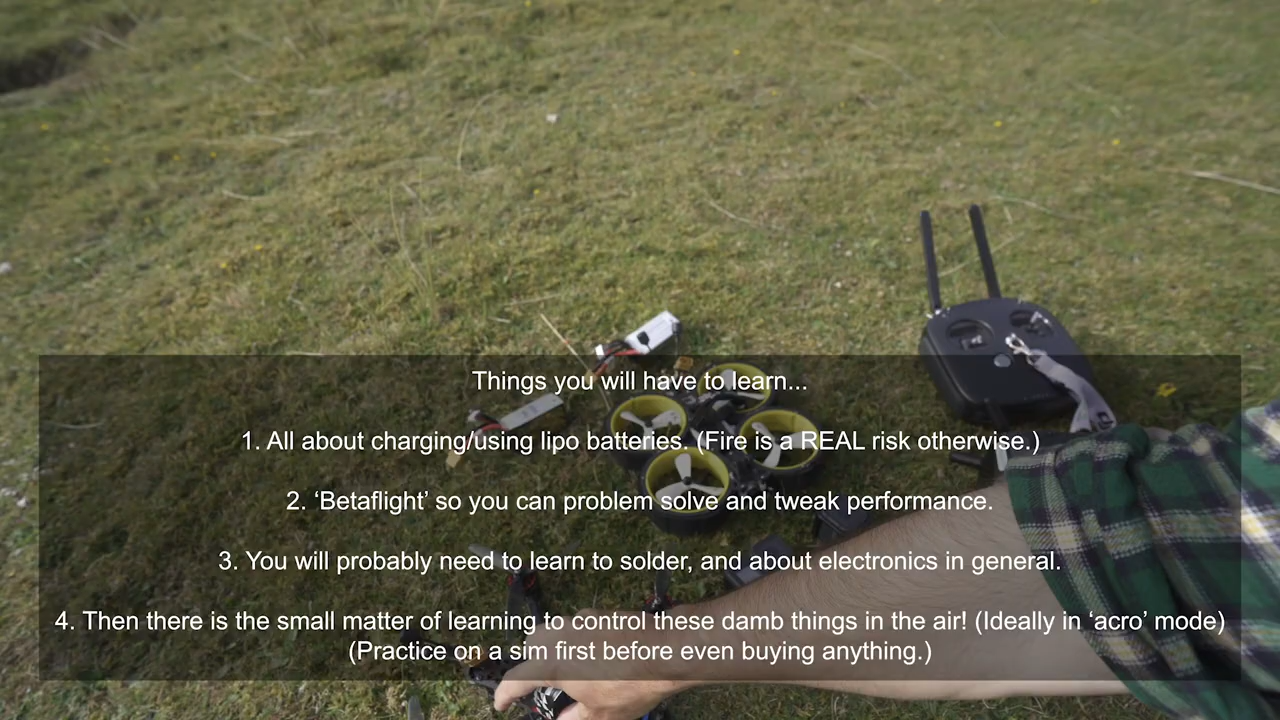 Things you will have to learn...
1. All about charging/using lipo batteries. (Fire is a REAL risk otherwise.)
2. ‘Betaflight’ so you can problem solve and tweak performance.
3. You will probably need to learn to solder, and about electronics in general.
4. Then there is the small matter of learning to control these damb things in the air! (Ideally in ‘acro’ mode)
(Practice on a sim first before even buying anything.)